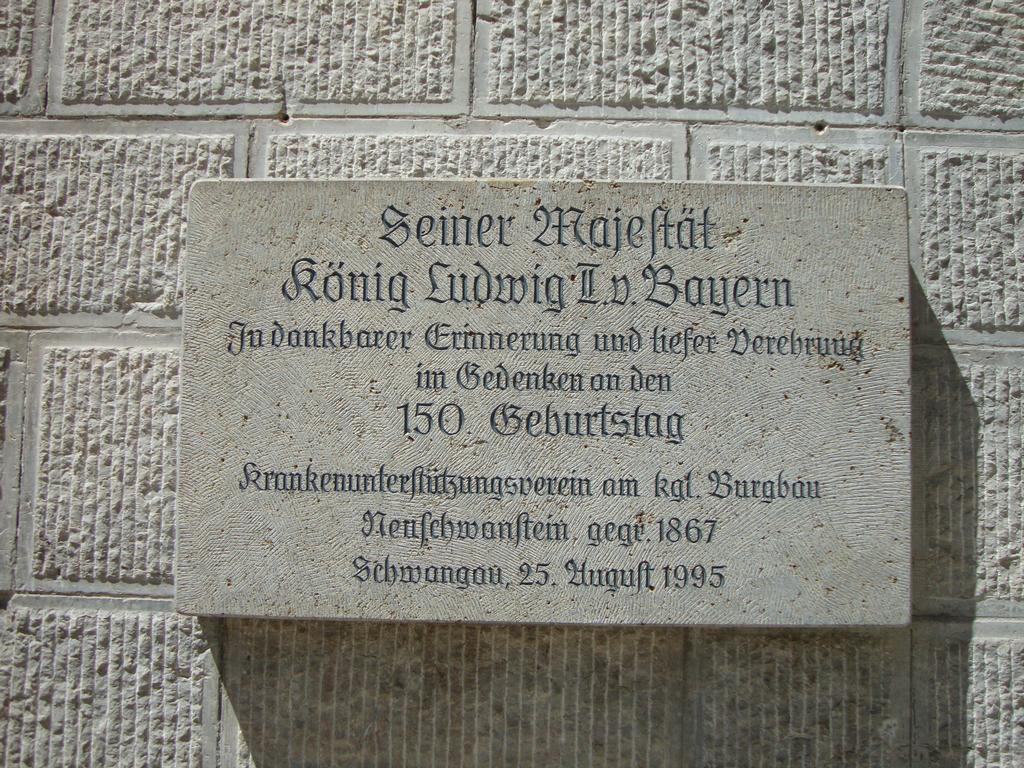 Seiner Majeſtät
König Ludwig II. v. Bayern
In dankbarer Erinnerung und tiefer Verehrung
im Gedenken an den
150. Geburtstag
Krankenunterſtützungsverein am kgl. Burgbau
Neuſchwanſtein, gegr. 1867
Schwangau, 25. Auguſt 1995